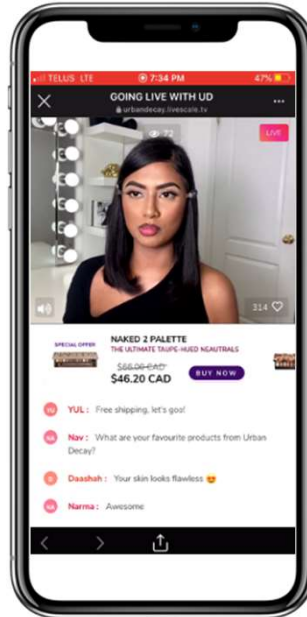 TELUS LTE 7:34 PM 47%
GOING LIVE WITH UD
urbandecay.livescale.tv
72
LIVE
314
SPECIAL OFFER
NAKED 2 PALETTE
THE ULTIMATE TAUPE-HUED NEAUTRALS
$66.00 CAD
$46.20 CAD
BUY NOW
YU YUL : Free shipping, let's goo!
NA Nav : What are your favourite products from Urban
Decay?
Daashah : Your skin looks flawless 😍
NA Narma : Awesome